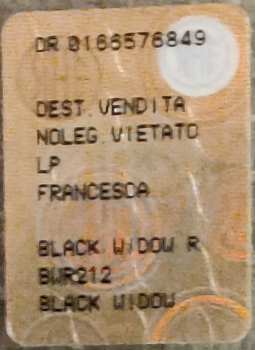 DR 0166576849
DEST. VENDITA
NOLEG. VIETATO
LP
FRANCESCA
BLACK WIDOW R
BWR212
BLACK WIDOW